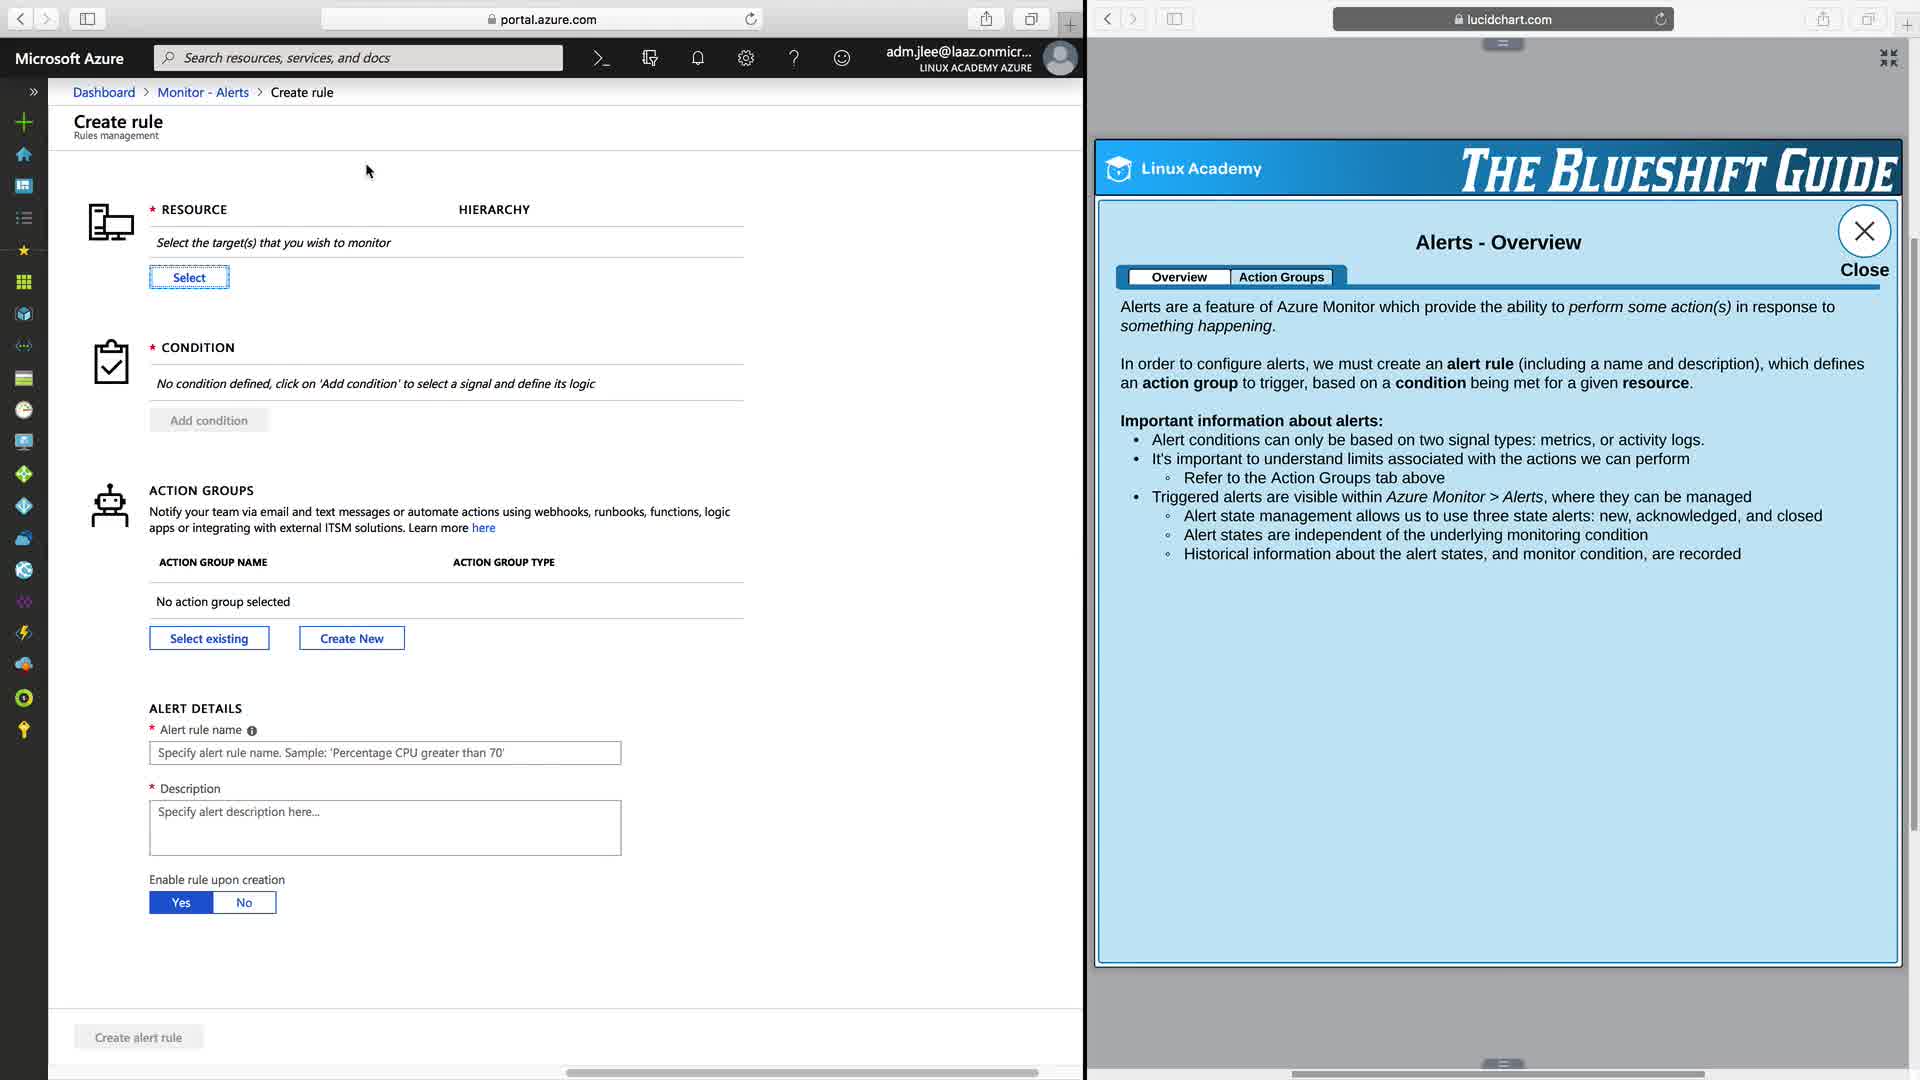 portal.azure.com
Microsoft Azure
Search resources, services, and docs
adm.jlee@laaz.onmicr...
LINUX ACADEMY AZURE
Dashboard > Monitor - Alerts > Create rule
Create rule
Rules management
* RESOURCE HIERARCHY
Select the target(s) that you wish to monitor
Select
* CONDITION
No condition defined, click on 'Add condition' to select a signal and define its logic
Add condition
ACTION GROUPS
Notify your team via email and text messages or automate actions using webhooks, runbooks, functions, logic
apps or integrating with external ITSM solutions. Learn more here
ACTION GROUP NAME ACTION GROUP TYPE
No action group selected
Select existing Create New
ALERT DETAILS
* Alert rule name
Specify alert rule name. Sample: 'Percentage CPU greater than 70'
* Description
Specify alert description here...
Enable rule upon creation
Yes No
Create alert rule
lucidchart.com
Linux Academy
THE BLUESHIFT GUIDE
Alerts - Overview
Close
Overview Action Groups
Alerts are a feature of Azure Monitor which provide the ability to perform some action(s) in response to
something happening.
In order to configure alerts, we must create an alert rule (including a name and description), which defines
an action group to trigger, based on a condition being met for a given resource.
Important information about alerts:
• Alert conditions can only be based on two signal types: metrics, or activity logs.
• It's important to understand limits associated with the actions we can perform
◦ Refer to the Action Groups tab above
• Triggered alerts are visible within Azure Monitor > Alerts, where they can be managed
◦ Alert state management allows us to use three state alerts: new, acknowledged, and closed
◦ Alert states are independent of the underlying monitoring condition
◦ Historical information about the alert states, and monitor condition, are recorded